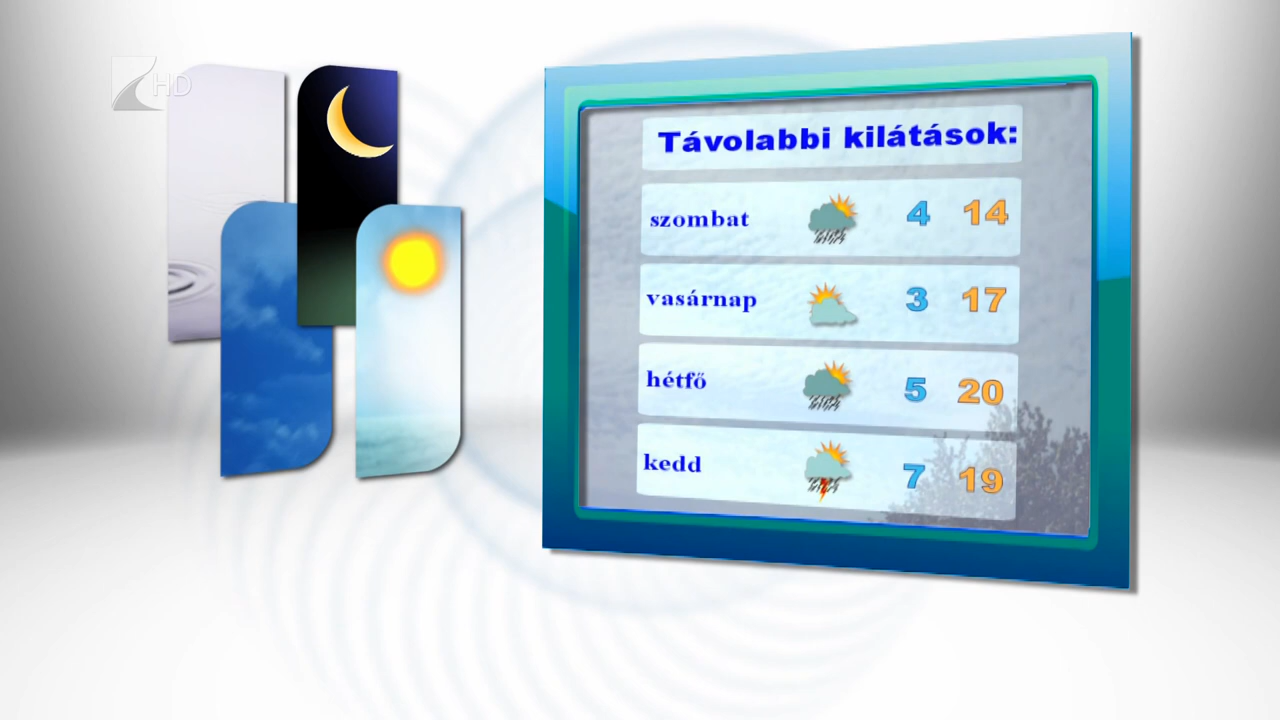 HD
Távolabbi kilátások:
szombat 4 14
vasárnap 3 17
hétfő 5 20
kedd 7 19